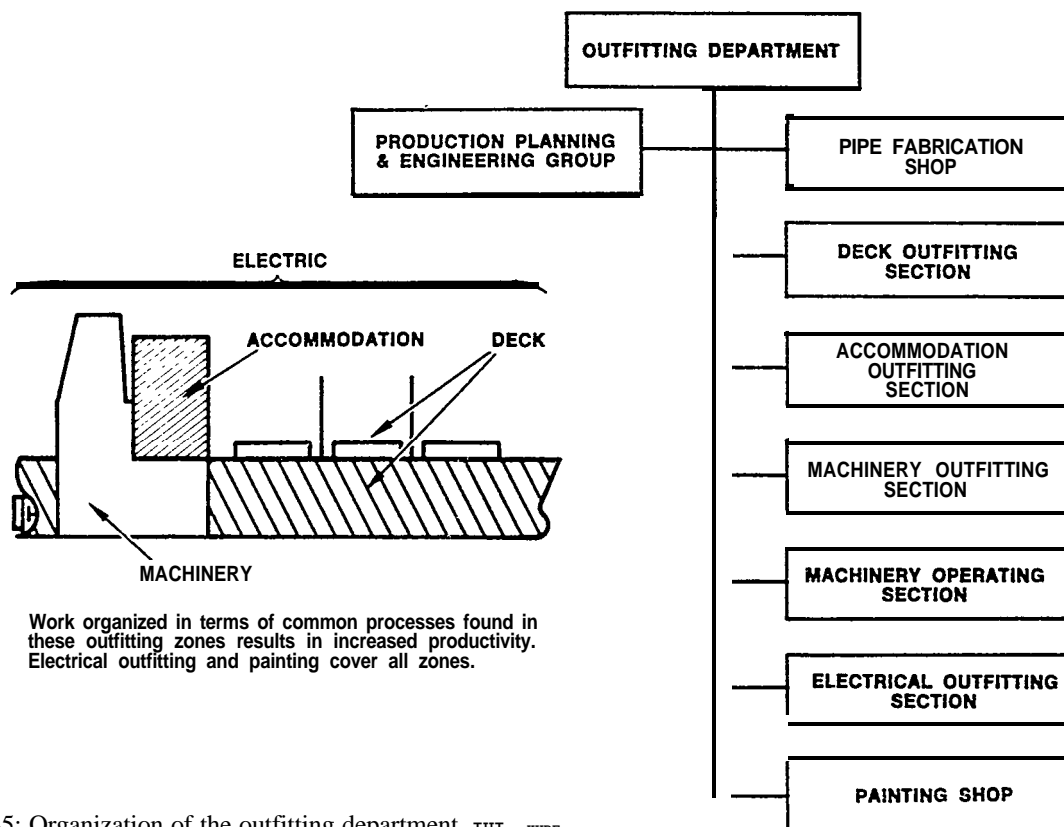 OUTFITTING DEPARTMENT
PRODUCTION PLANNING
& ENGINEERING GROUP
PIPE FABRICATION
SHOP
DECK OUTFITTING
SECTION
ACCOMMODATION
OUTFITTING
SECTION
MACHINERY OUTFITTING
SECTION
MACHINERY OPERATING
SECTION
ELECTRICAL OUTFITTING
SECTION
PAINTING SHOP
ELECTRIC
ACCOMMODATION
DECK
MACHINERY
Work organized in terms of common processes found in
these outfitting zones results in increased productivity.
Electrical outfitting and painting cover all zones.
5: Organization of the outfitting department